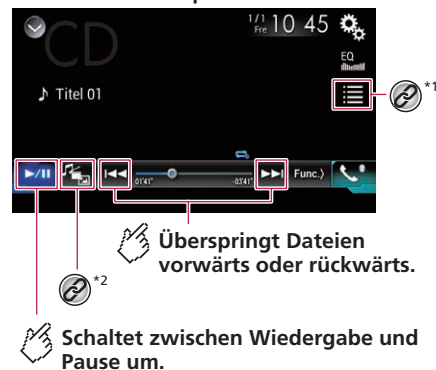 CD
1/1
Fre 10 45
EQ
*1
♪ Titel 01
01'41"
-03'41"
Func.
*2
Überspringt Dateien
vorwärts oder rückwärts.
Schaltet zwischen Wiedergabe und
Pause um.